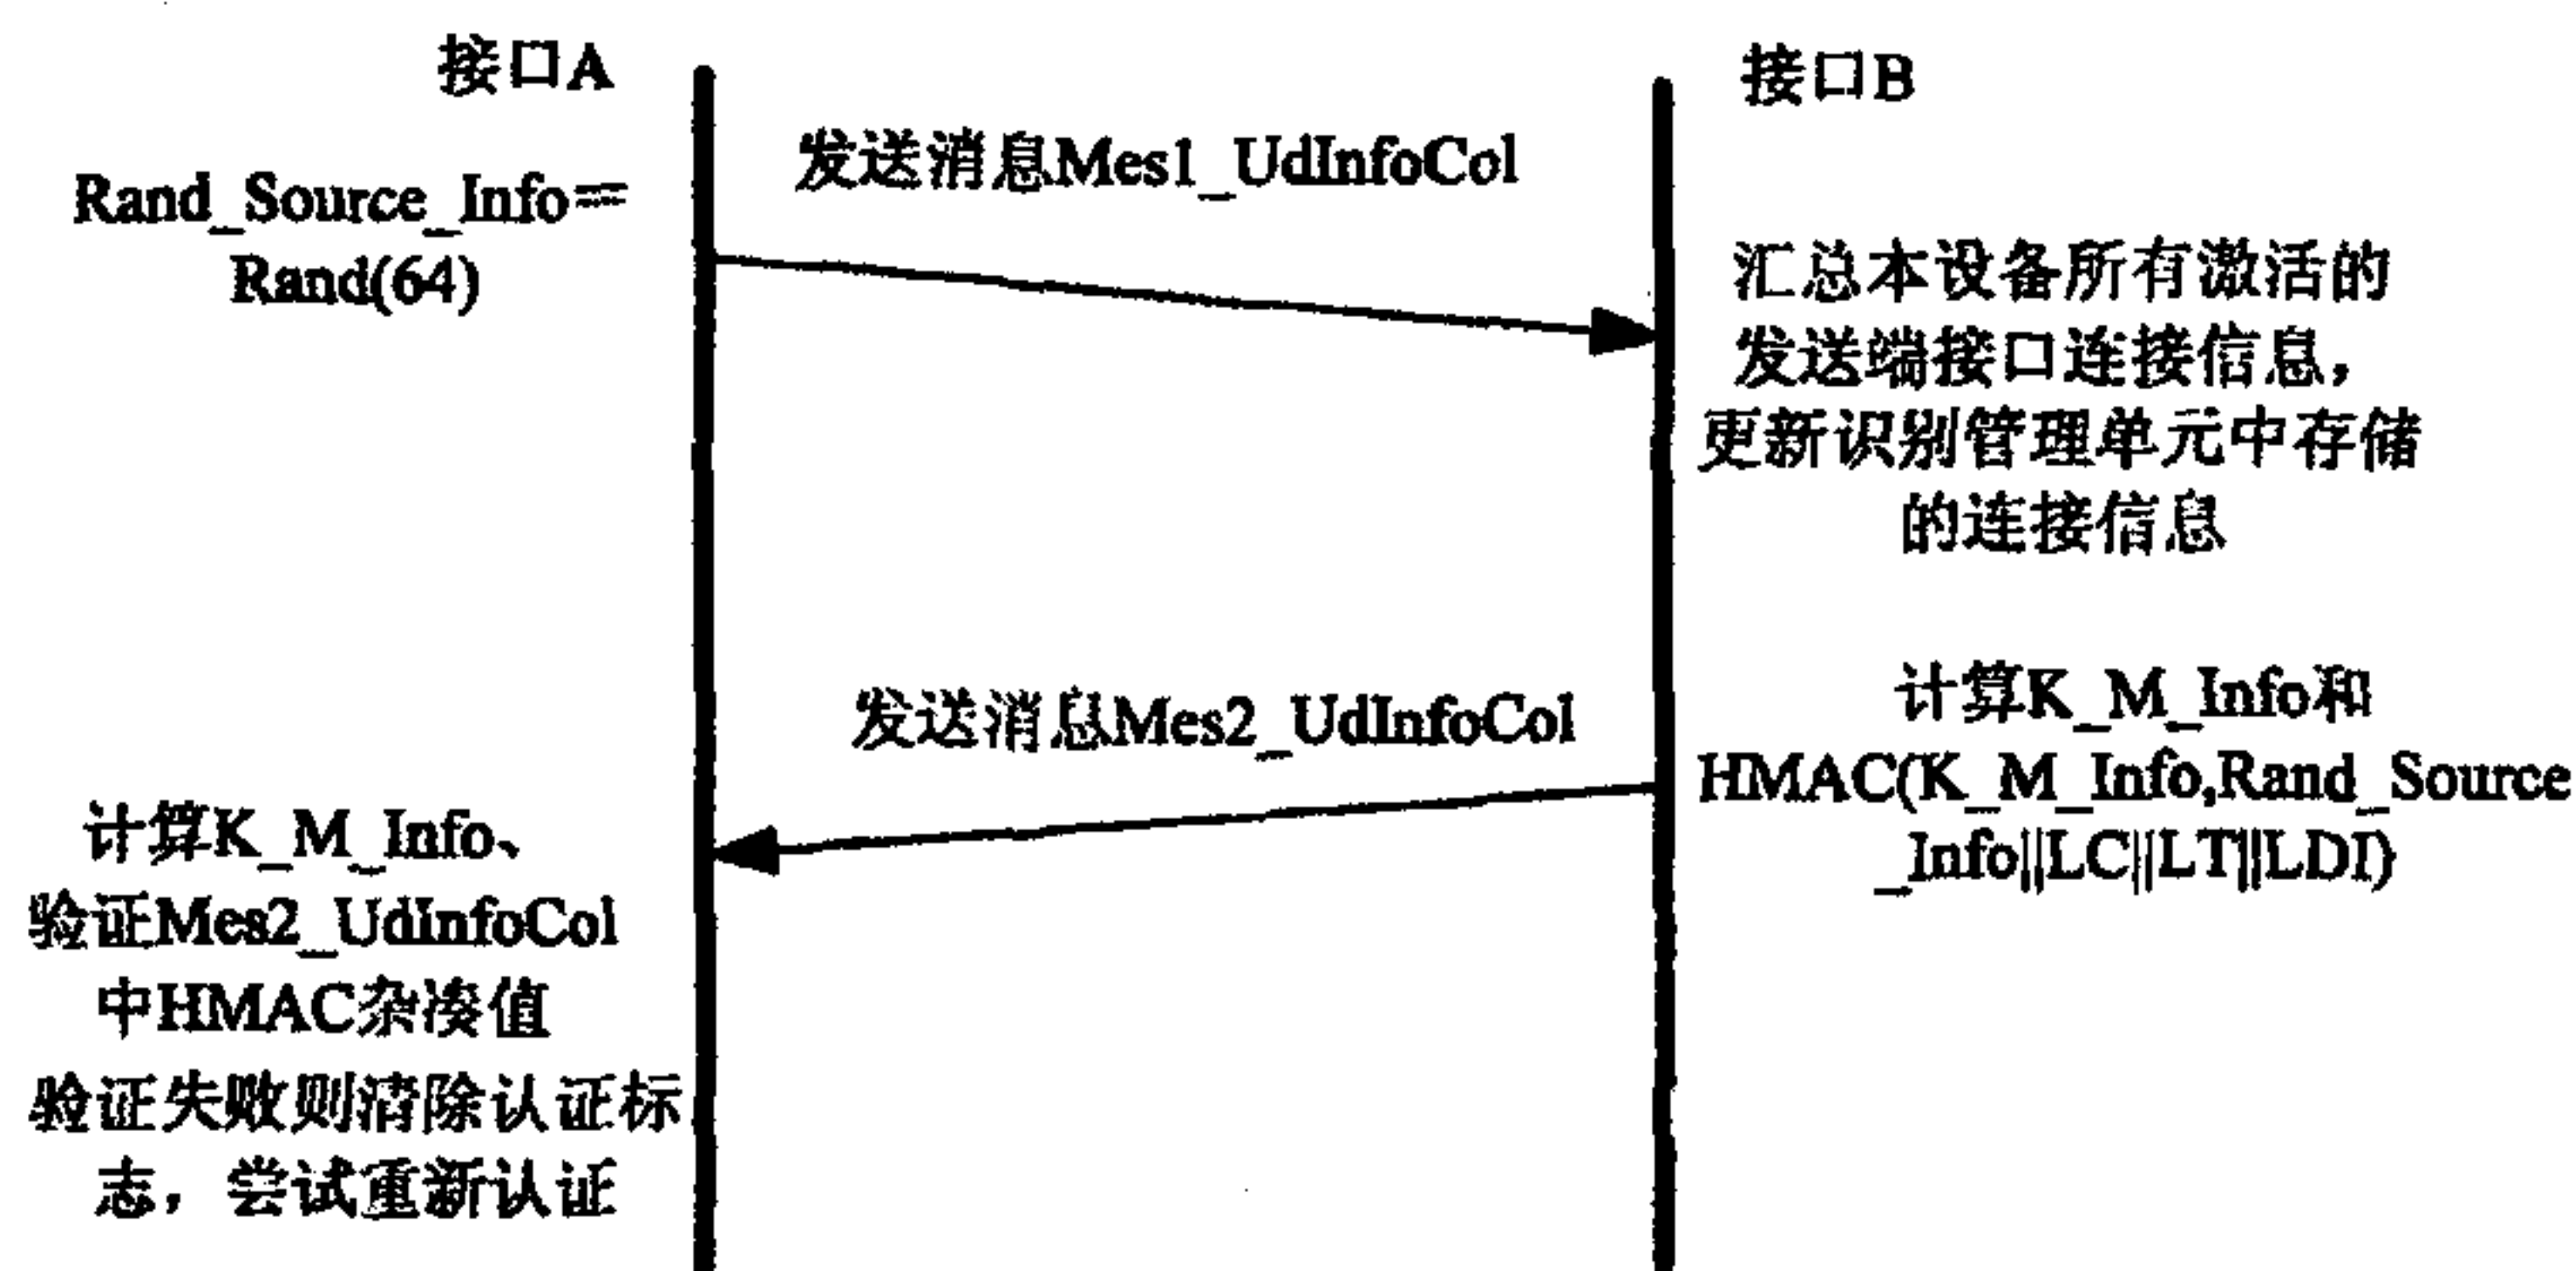 接口A
接口B
发送消息Mes1_UdInfoCol
Rand_Source_Info==
Rand(64)
汇总本设备所有激活的
发送端接口连接信息，
更新识别管理单元中存储
的连接信息
发送消息Mes2_UdInfoCol
计算K_M_Info和
HMAC(K_M_Info,Rand_Source
_Info||LC||LT||LDI)
计算K_M_Info、
验证Mes2_UdInfoCol
中HMAC杂凑值
验证失败则清除认证标
志，尝试重新认证